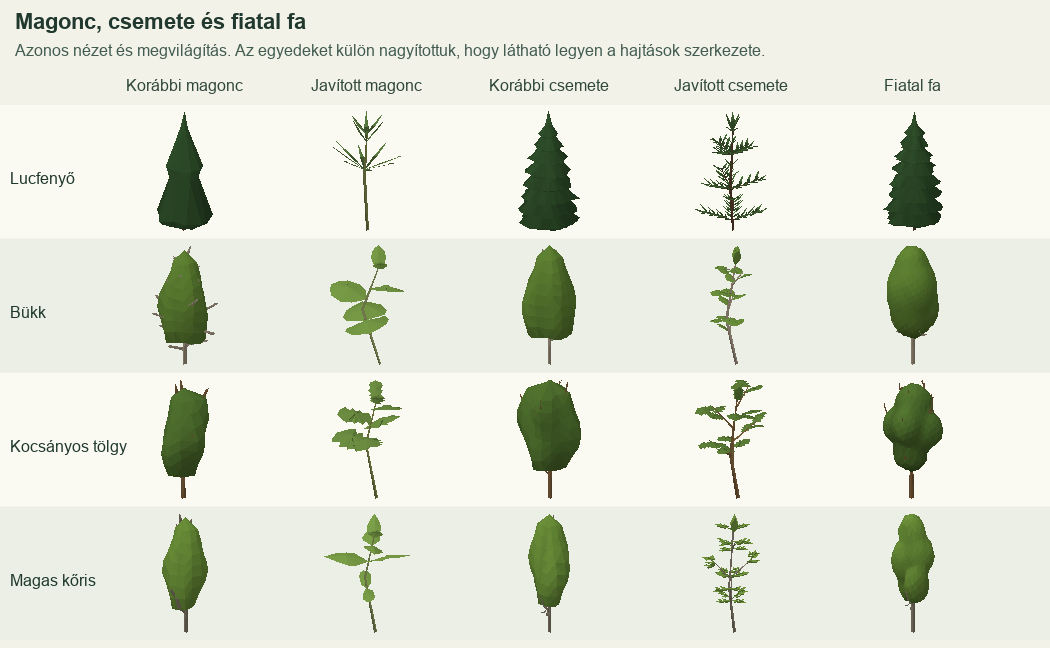 Magonc, csemete és fiatal fa
Azonos nézet és megvilágítás. Az egyedeket külön nagyítottuk, hogy látható legyen a hajtások szerkezete.
Korábbi magonc Javított magonc Korábbi csemete Javított csemete Fiatal fa
Lucfenyő
Bükk
Kocsányos tölgy
Magas kőris